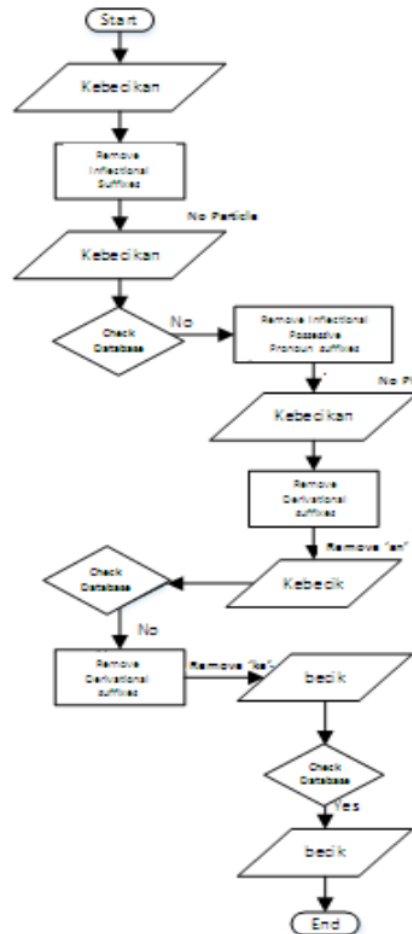 Start
Kebecikan
Remove
Inflectional
Suffixes
No Particle
Kebecikan
Check
Database
No
Remove Inflectional
Possessive
Pronoun suffixes
No P
Kebecikan
Remove
Derivational
suffixes
Remove 'an'
Kebecik
Check
Database
No
Remove
Derivational
suffixes
Remove 'ke'-
becik
Check
Database
Yes
becik
End